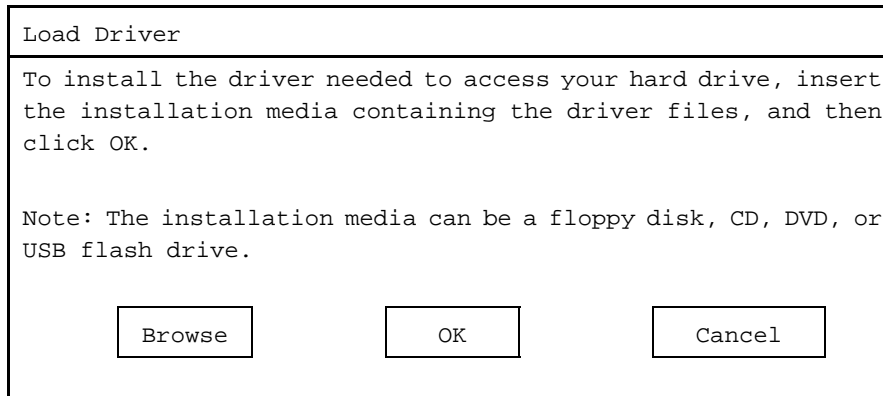 Load Driver
To install the driver needed to access your hard drive, insert
the installation media containing the driver files, and then
click OK.
Note: The installation media can be a floppy disk, CD, DVD, or
USB flash drive.
Browse OK Cancel